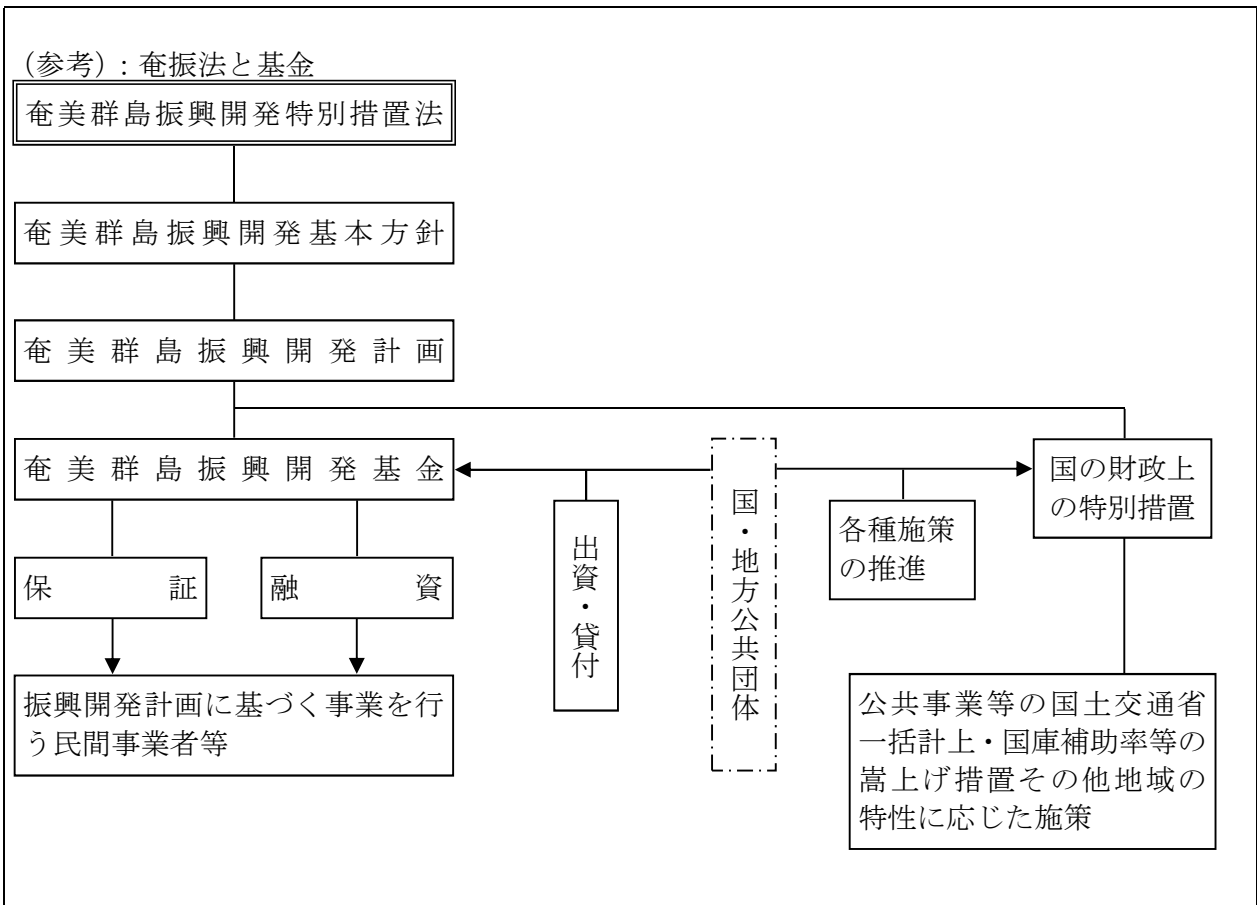 (参考):奄振法と基金
奄美群島振興開発特別措置法
奄美群島振興開発基本方針
奄美群島振興開発計画
奄美群島振興開発基金
保証
融資
振興開発計画に基づく事業を行
う民間事業者等
出資・貸付
国・地方公共団体
各種施策
の推進
国の財政上
の特別措置
公共事業等の国土交通省
一括計上・国庫補助率等の
嵩上げ措置その他地域の
特性に応じた施策